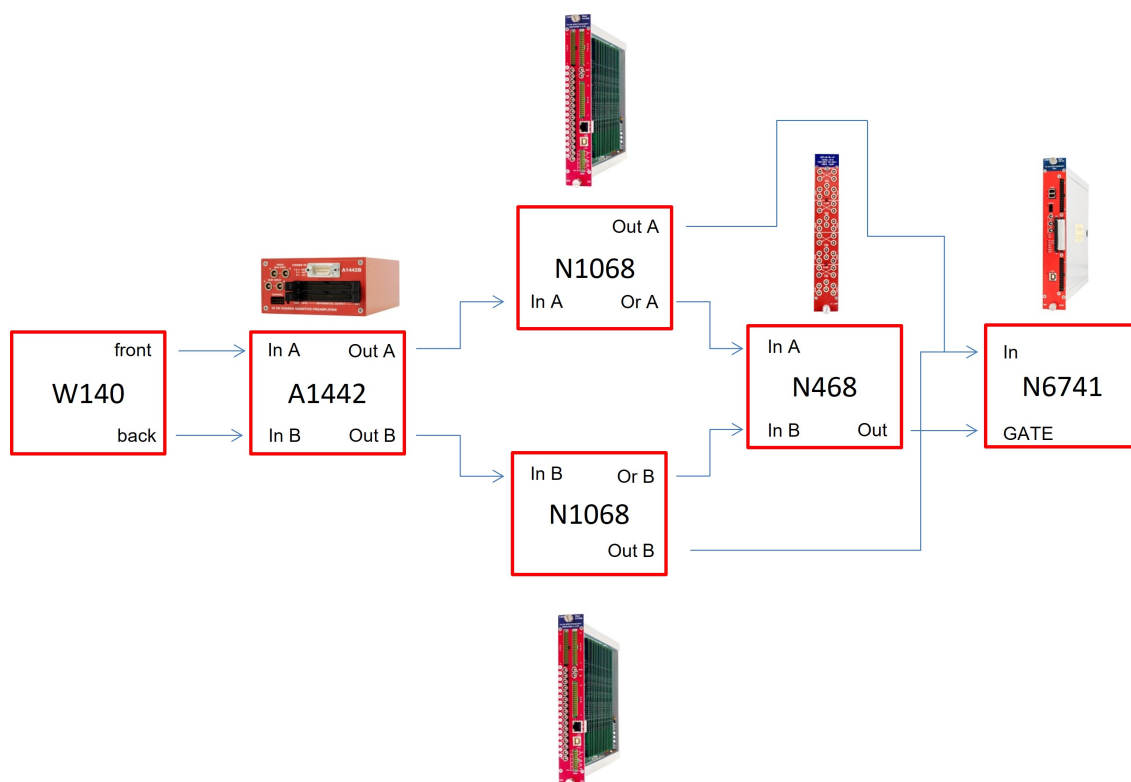 Out A
N1068
In A Or A
A1442B
front
W140
back
In A Out A
A1442
In B Out B
In A
N468
In B Out
In
N6741
GATE
In B Or B
N1068
Out B